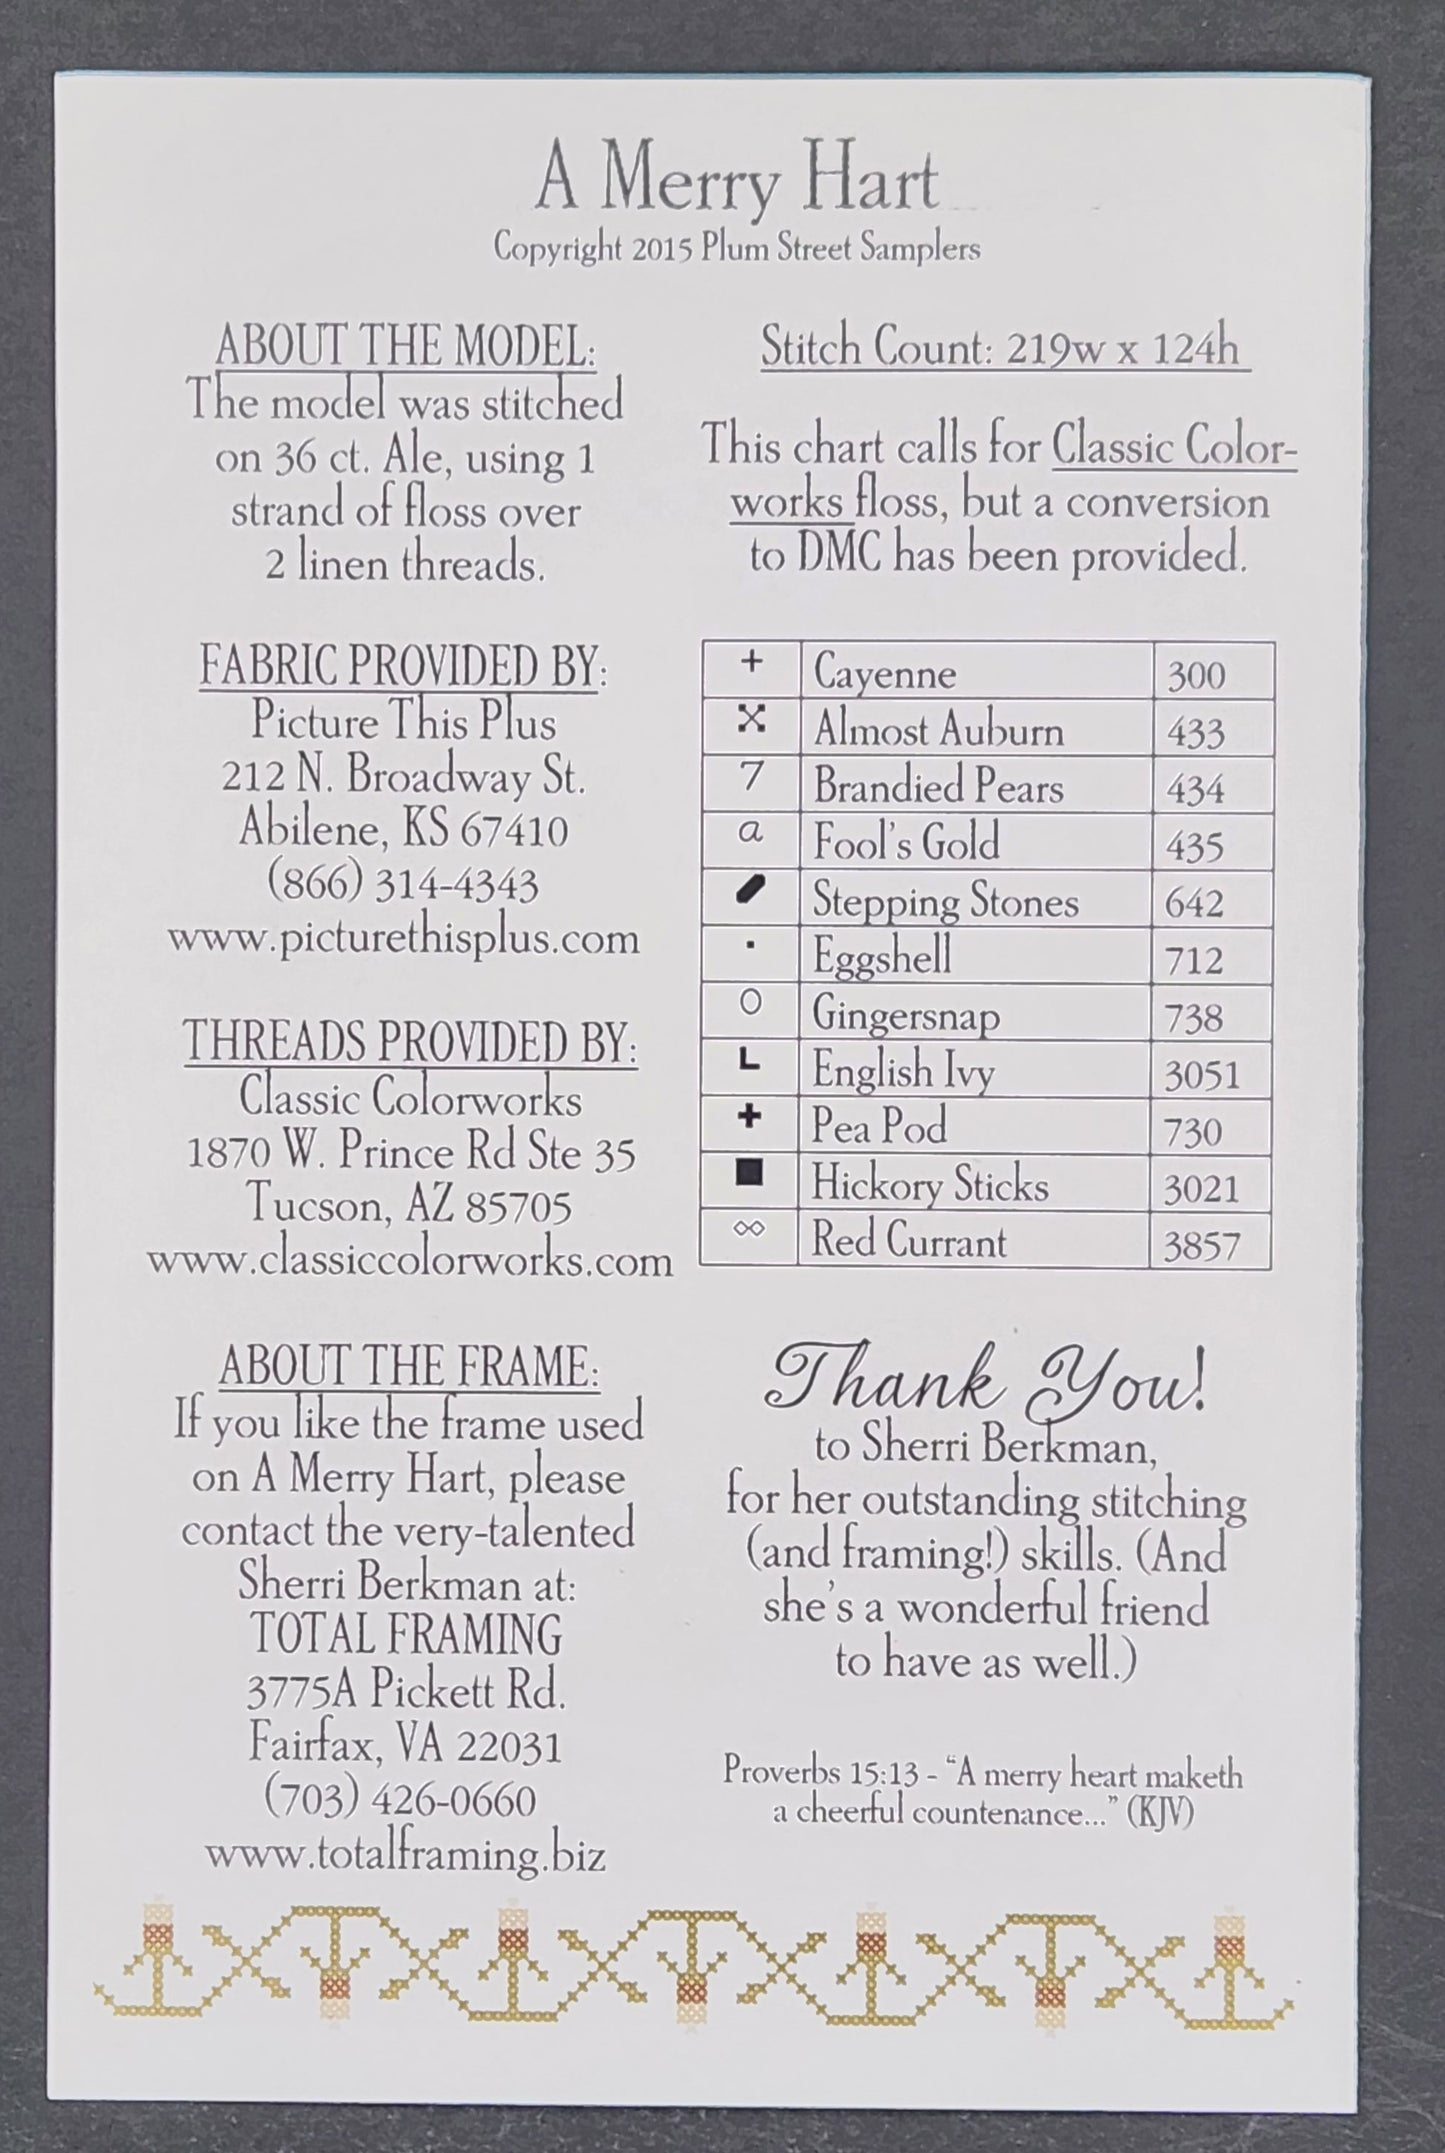 A Merry Hart
Copyright 2015 Plum Street Samplers
ABOUT THE MODEL:
The model was stitched
on 36 ct. Ale, using 1
strand of floss over
2 linen threads.
FABRIC PROVIDED BY:
Picture This Plus
212 N. Broadway St.
Abilene, KS 67410
(866) 314-4343
www.picturethisplus.com
THREADS PROVIDED BY:
Classic Colorworks
1870 W. Prince Rd Ste 35
Tucson, AZ 85705
www.classiccolorworks.com
ABOUT THE FRAME:
If you like the frame used
on A Merry Hart, please
contact the very-talented
Sherri Berkman at:
TOTAL FRAMING
3775A Pickett Rd.
Fairfax, VA 22031
(703) 426-0660
www.totalframing.biz
Stitch Count: 219w x 124h
This chart calls for Classic Color-
works floss, but a conversion
to DMC has been provided.
+ Cayenne 300
X Almost Auburn 433
7 Brandied Pears 434
a Fool's Gold 435
Stepping Stones 642
· Eggshell 712
O Gingersnap 738
L English Ivy 3051
+ Pea Pod 730
■ Hickory Sticks 3021
◇◇ Red Currant 3857
Thank You!
to Sherri Berkman,
for her outstanding stitching
(and framing!) skills. (And
she's a wonderful friend
to have as well.)
Proverbs 15:13 - “A merry heart maketh
a cheerful countenance...” (KJV)